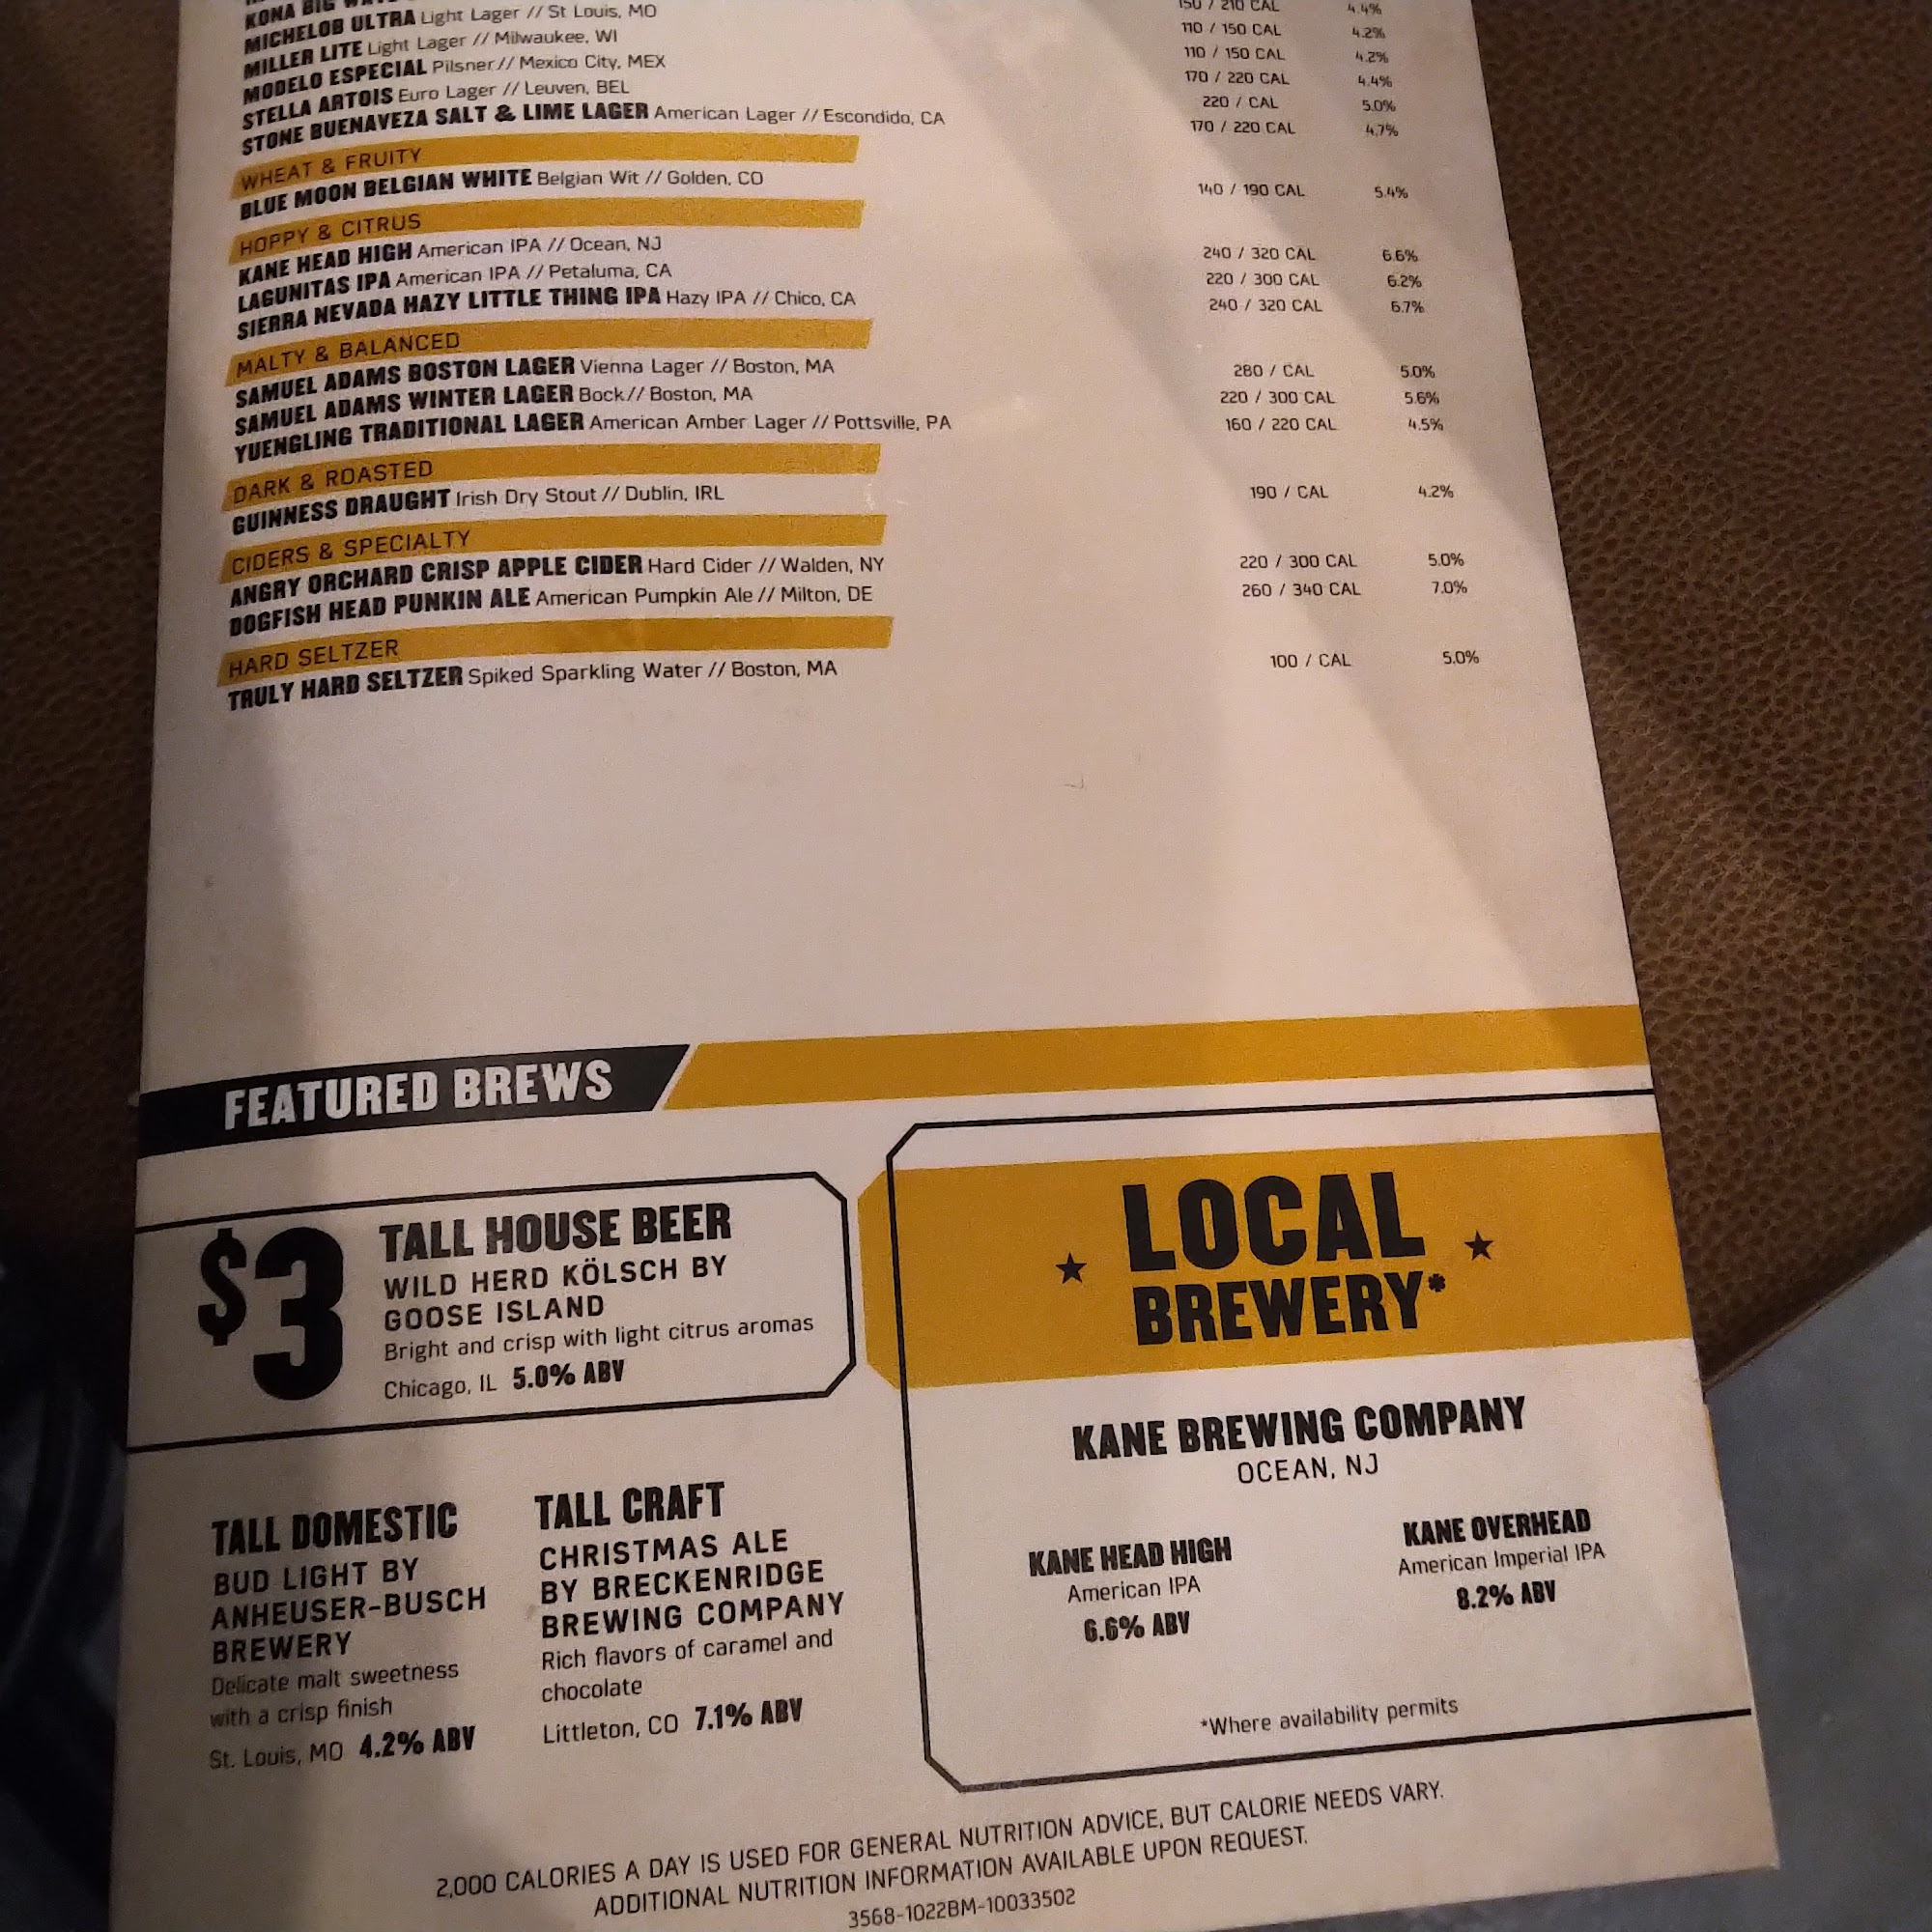 KONA BIG
150 / 210 CAL 4.4%
MICHELOB ULTRA Light Lager // St Louis, MO 110 / 150 CAL 4.2%
MILLER LITE Light Lager // Milwaukee, WI 110 / 150 CAL 4.2%
MODELO ESPECIAL Pilsner // Mexico City, MEX 170 / 220 CAL 4.4%
STELLA ARTOIS Euro Lager // Leuven, BEL 220 / CAL 5.0%
STONE BUENAVEZA SALT & LIME LAGER American Lager // Escondido, CA 170 / 220 CAL 4.7%
WHEAT & FRUITY
BLUE MOON BELGIAN WHITE Belgian Wit // Golden, CO 140 / 190 CAL 5.4%
HOPPY & CITRUS
KANE HEAD HIGH American IPA // Ocean, NJ 240 / 320 CAL 6.6%
LAGUNITAS IPA American IPA // Petaluma, CA 220 / 300 CAL 6.2%
SIERRA NEVADA HAZY LITTLE THING IPA Hazy IPA // Chico, CA 240 / 320 CAL 6.7%
MALTY & BALANCED
SAMUEL ADAMS BOSTON LAGER Vienna Lager // Boston, MA 280 / CAL 5.0%
SAMUEL ADAMS WINTER LAGER Bock// Boston, MA 220 / 300 CAL 5.6%
YUENGLING TRADITIONAL LAGER American Amber Lager // Pottsville, PA 160 / 220 CAL 4.5%
DARK & ROASTED
GUINNESS DRAUGHT Irish Dry Stout // Dublin, IRL 190 / CAL 4.2%
CIDERS & SPECIALTY
ANGRY ORCHARD CRISP APPLE CIDER Hard Cider // Walden, NY 220 / 300 CAL 5.0%
DOGFISH HEAD PUNKIN ALE American Pumpkin Ale // Milton, DE 260 / 340 CAL 7.0%
HARD SELTZER
TRULY HARD SELTZER Spiked Sparkling Water // Boston, MA 100 / CAL 5.0%
FEATURED BREWS
$3
TALL HOUSE BEER
WILD HERD KÖLSCH BY
GOOSE ISLAND
Bright and crisp with light citrus aromas
Chicago, IL 5.0% ABV
TALL DOMESTIC
BUD LIGHT BY
ANHEUSER-BUSCH
BREWERY
Delicate malt sweetness
with a crisp finish
St. Louis, MO 4.2% ABV
TALL CRAFT
CHRISTMAS ALE
BY BRECKENRIDGE
BREWING COMPANY
Rich flavors of caramel and
chocolate
Littleton, CO 7.1% ABV
LOCAL
BREWERY*
KANE BREWING COMPANY
OCEAN, NJ
KANE HEAD HIGH
American IPA
6.6% ABV
KANE OVERHEAD
American Imperial IPA
8.2% ABV
*Where availability permits
2,000 CALORIES A DAY IS USED FOR GENERAL NUTRITION ADVICE, BUT CALORIE NEEDS VARY.
ADDITIONAL NUTRITION INFORMATION AVAILABLE UPON REQUEST.
3568-1022BM-10033502